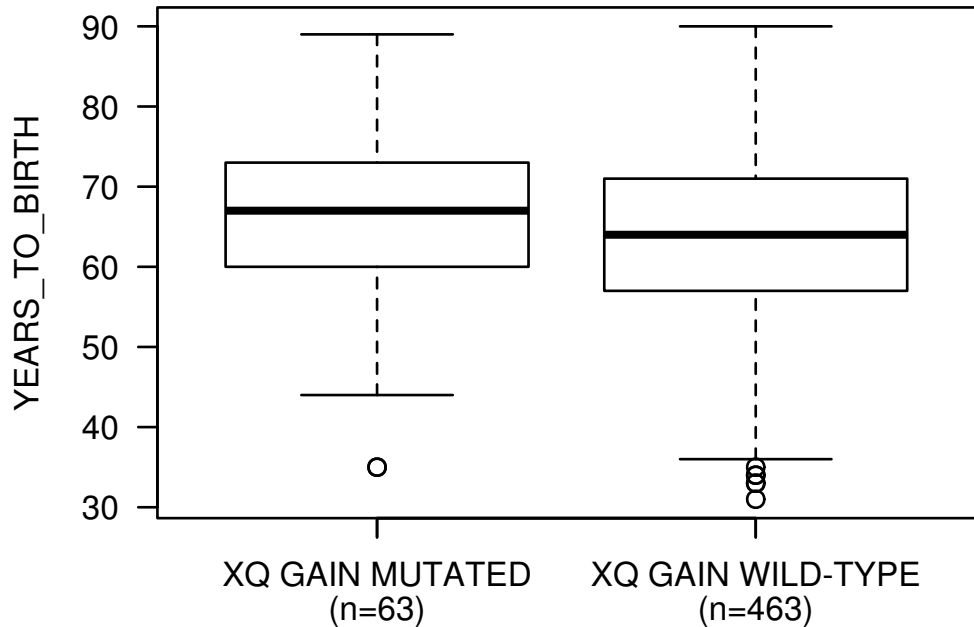 YEARS_TO_BIRTH
90
80
70
60
50
40
30
XQ GAIN MUTATED
(n=63)
XQ GAIN WILD-TYPE
(n=463)